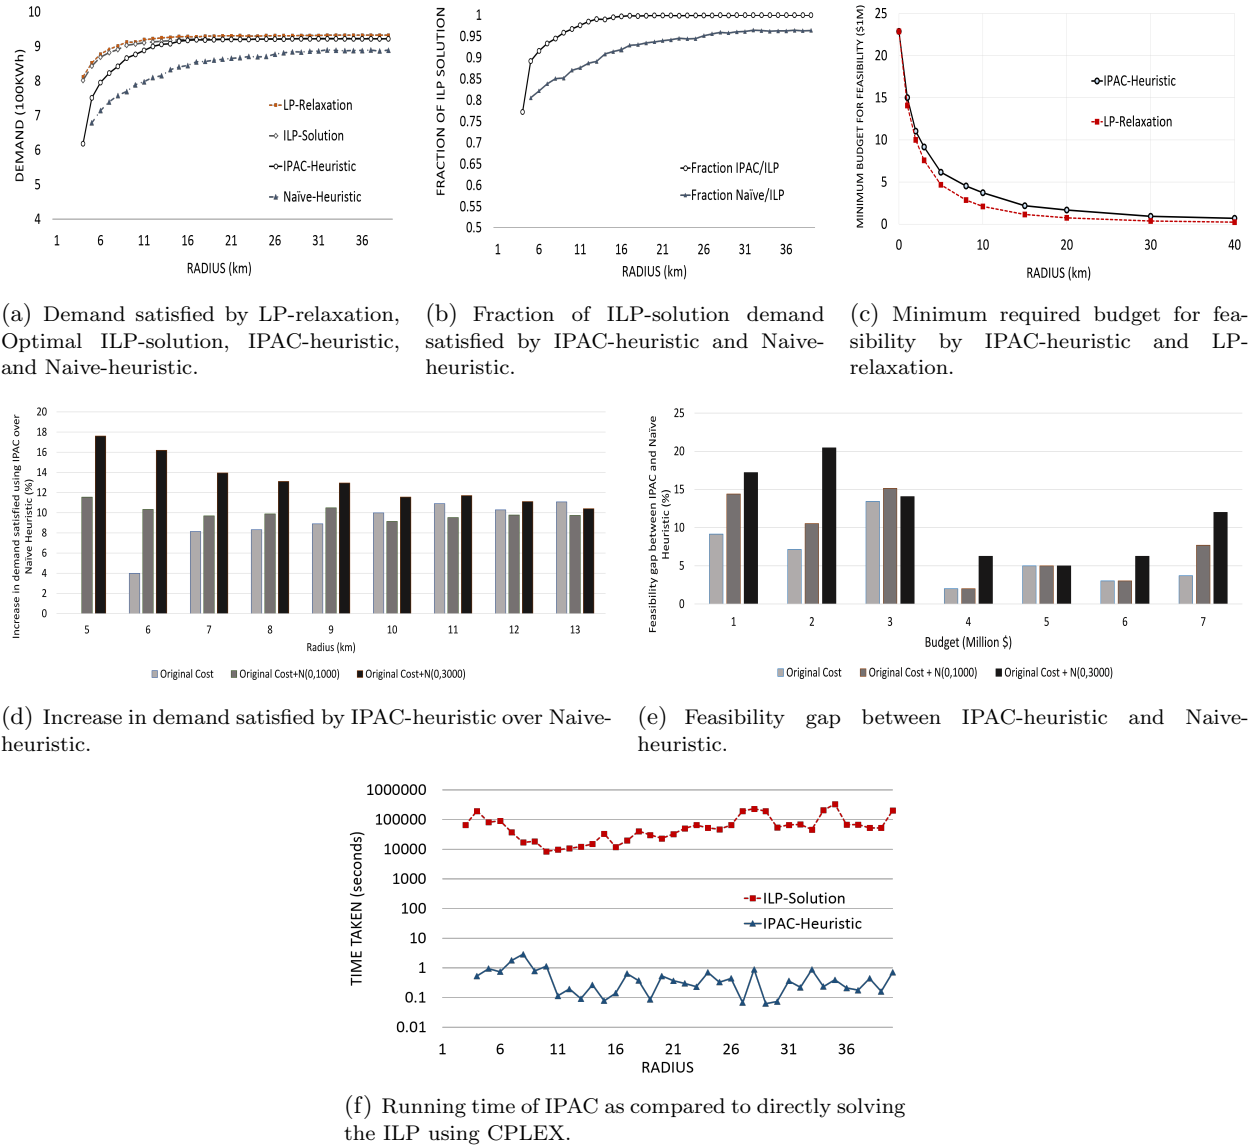 DEMAND (100KWh)
10
9
8
7
6
5
4
1 6 11 16 21 26 31 36
RADIUS (km)
LP-Relaxation
ILP-Solution
IPAC-Heuristic
Naïve-Heuristic
(a) Demand satisfied by LP-relaxation,
Optimal ILP-solution, IPAC-heuristic,
and Naive-heuristic.
FRACTION OF ILP SOLUTION
1
0.95
0.9
0.85
0.8
0.75
0.7
0.65
0.6
0.55
0.5
1 6 11 16 21 26 31 36
RADIUS (km)
Fraction IPAC/ILP
Fraction Naïve/ILP
(b) Fraction of ILP-solution demand
satisfied by IPAC-heuristic and Naive-
heuristic.
MINIMUM BUDGET FOR FEASIBILITY ($1M)
25
20
15
10
5
0
0 10 20 30 40
RADIUS (km)
IPAC-Heuristic
LP-Relaxation
(c) Minimum required budget for fea-
sibility by IPAC-heuristic and LP-
relaxation.
Increase in demand satisfied using IPAC over
Naïve Heuristic (%)
20
18
16
14
12
10
8
6
4
2
0
5 6 7 8 9 10 11 12 13
Radius (km)
Original Cost Original Cost+N(0,1000) Original Cost+N(0,3000)
(d) Increase in demand satisfied by IPAC-heuristic over Naive-
heuristic.
Feasibility gap between IPAC and Naïve
Heuristic (%)
25
20
15
10
5
0
1 2 3 4 5 6 7
Budget (Million $)
Original Cost Original Cost + N(0,1000) Original Cost + N(0,3000)
(e) Feasibility gap between IPAC-heuristic and Naive-
heuristic.
TIME TAKEN (seconds)
1000000
100000
10000
1000
100
10
1
0.1
0.01
1 6 11 16 21 26 31 36
RADIUS
ILP-Solution
IPAC-Heuristic
(f) Running time of IPAC as compared to directly solving
the ILP using CPLEX.